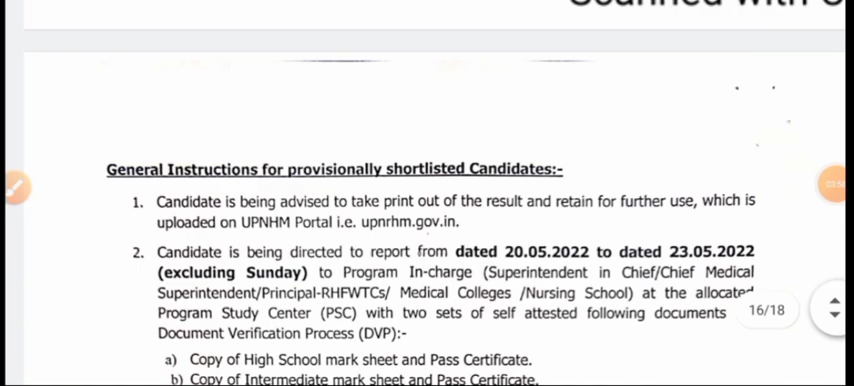 General Instructions for provisionally shortlisted Candidates:-
1. Candidate is being advised to take print out of the result and retain for further use, which is
uploaded on UPNHM Portal i.e. upnrhm.gov.in.
2. Candidate is being directed to report from dated 20.05.2022 to dated 23.05.2022
(excluding Sunday) to Program In-charge (Superintendent in Chief/Chief Medical
Superintendent/Principal-RHFWTCs/ Medical Colleges /Nursing School) at the allocated
Program Study Center (PSC) with two sets of self attested following documents
16/18
Document Verification Process (DVP):-
a) Copy of High School mark sheet and Pass Certificate.
b) Copy of Intermediate mark sheet and Pass Certificate.